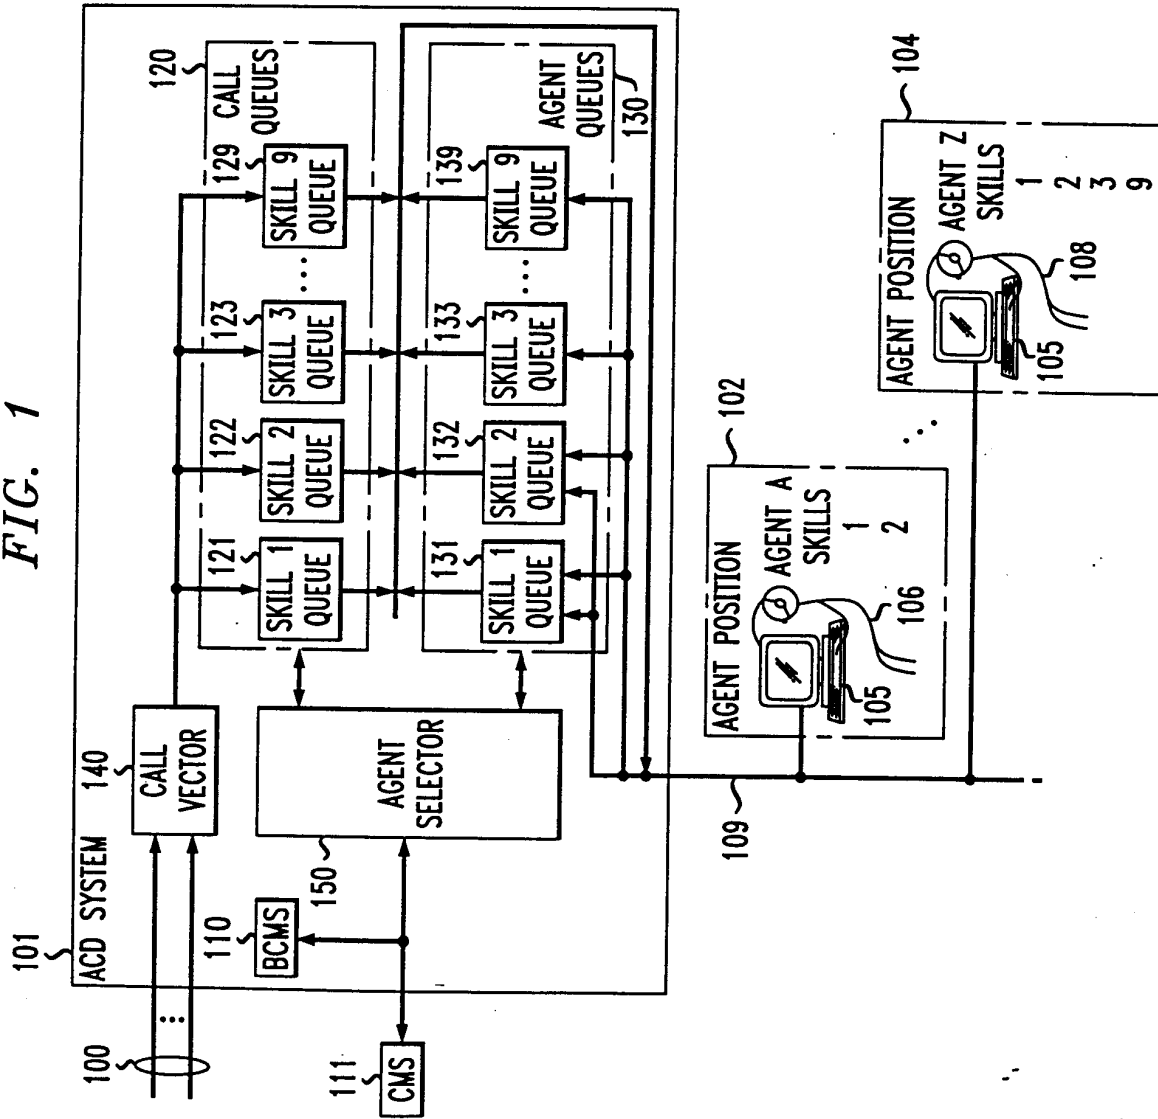 FIG. 1
101
ACD SYSTEM
100
140
CALL
VECTOR
120
CALL
QUEUES
121
SKILL 1
QUEUE
122
SKILL 2
QUEUE
123
SKILL 3
QUEUE
129
SKILL 9
QUEUE
130
AGENT
QUEUES
131
SKILL 1
QUEUE
132
SKILL 2
QUEUE
133
SKILL 3
QUEUE
139
SKILL 9
QUEUE
150
AGENT
SELECTOR
110
BCMS
111
CMS
109
102
AGENT POSITION
AGENT A
SKILLS
1
2
105
106
104
AGENT POSITION
AGENT Z
SKILLS
1
2
3
9
105
108